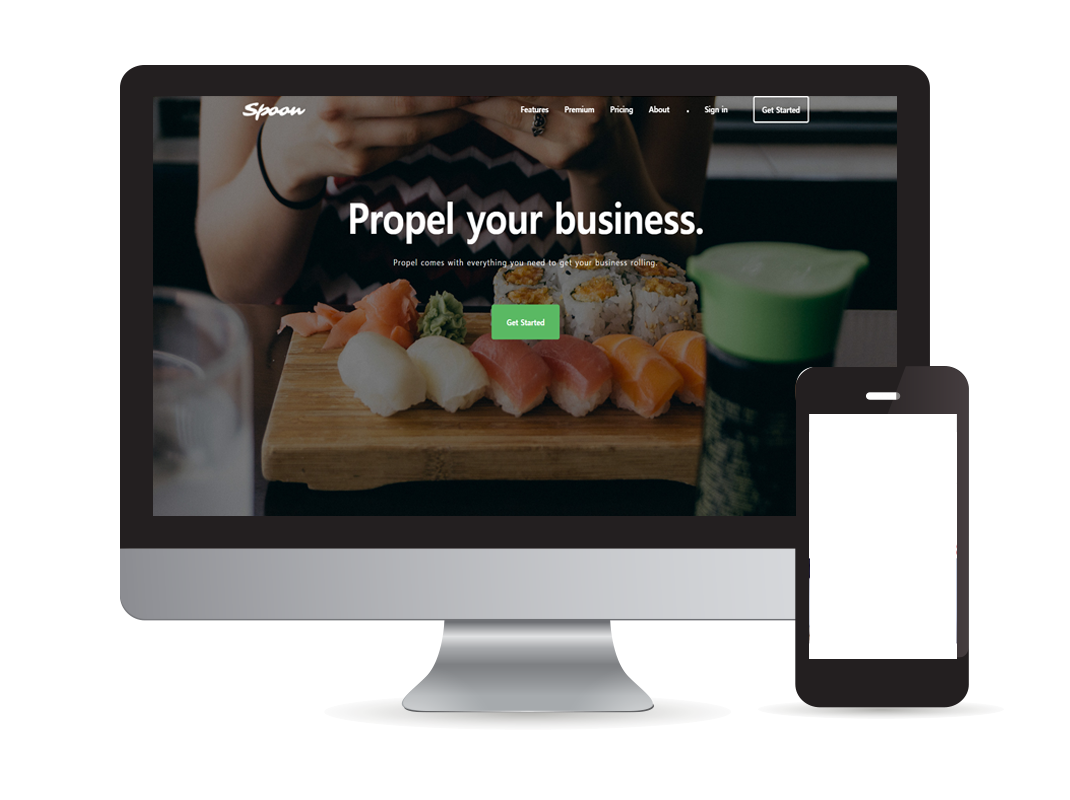 Spoon
Features Premium Pricing About • Sign in Get Started
Propel your business.
Propel comes with everything you need to get your business rolling.
Get Started